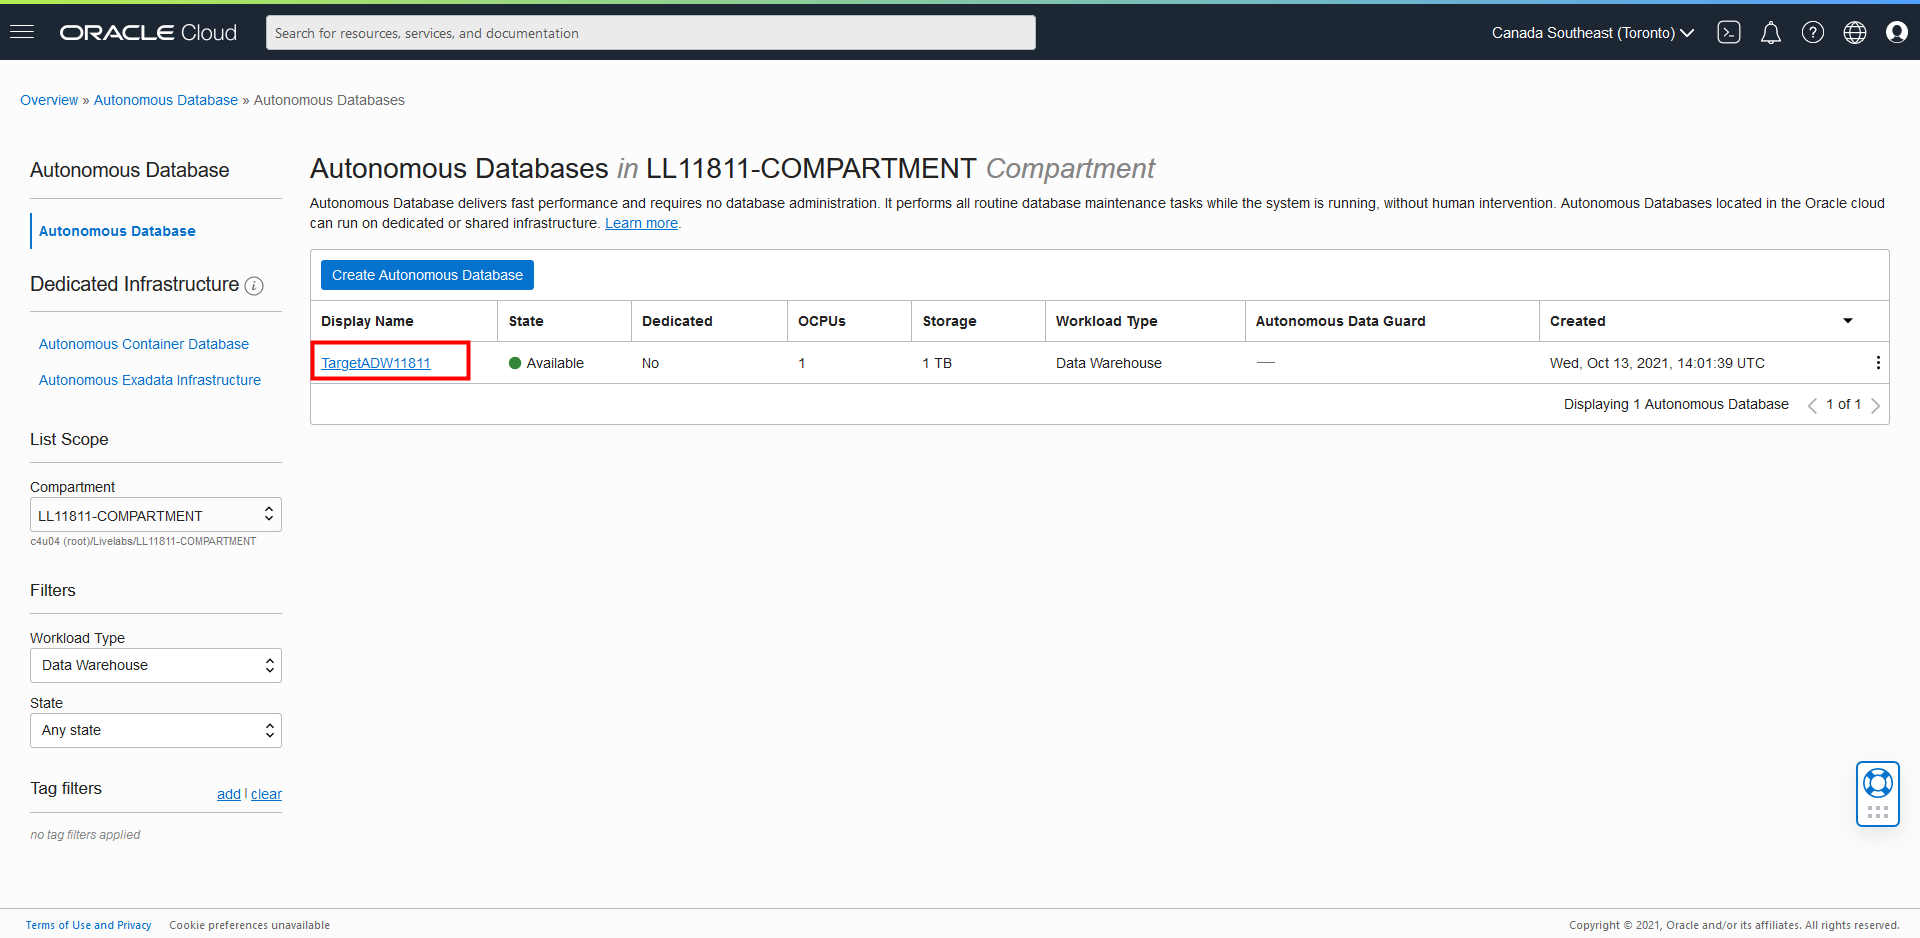 ORACLE Cloud
Search for resources, services, and documentation
Canada Southeast (Toronto)
Overview » Autonomous Database » Autonomous Databases
Autonomous Database
Autonomous Database
Dedicated Infrastructure
Autonomous Container Database
Autonomous Exadata Infrastructure
List Scope
Compartment
LL11811-COMPARTMENT
c4u04 (root)/Livelabs/LL11811-COMPARTMENT
Filters
Workload Type
Data Warehouse
State
Any state
Tag filters
add | clear
no tag filters applied
Autonomous Databases in LL11811-COMPARTMENT Compartment
Autonomous Database delivers fast performance and requires no database administration. It performs all routine database maintenance tasks while the system is running, without human intervention. Autonomous Databases located in the Oracle cloud
can run on dedicated or shared infrastructure. Learn more.
Create Autonomous Database
Display Name State Dedicated OCPUs Storage Workload Type Autonomous Data Guard Created
TargetADW11811 Available No 1 1 TB Data Warehouse — Wed, Oct 13, 2021, 14:01:39 UTC
Displaying 1 Autonomous Database < 1 of 1 >
Terms of Use and Privacy Cookie preferences unavailable
Copyright © 2021, Oracle and/or its affiliates. All rights reserved.